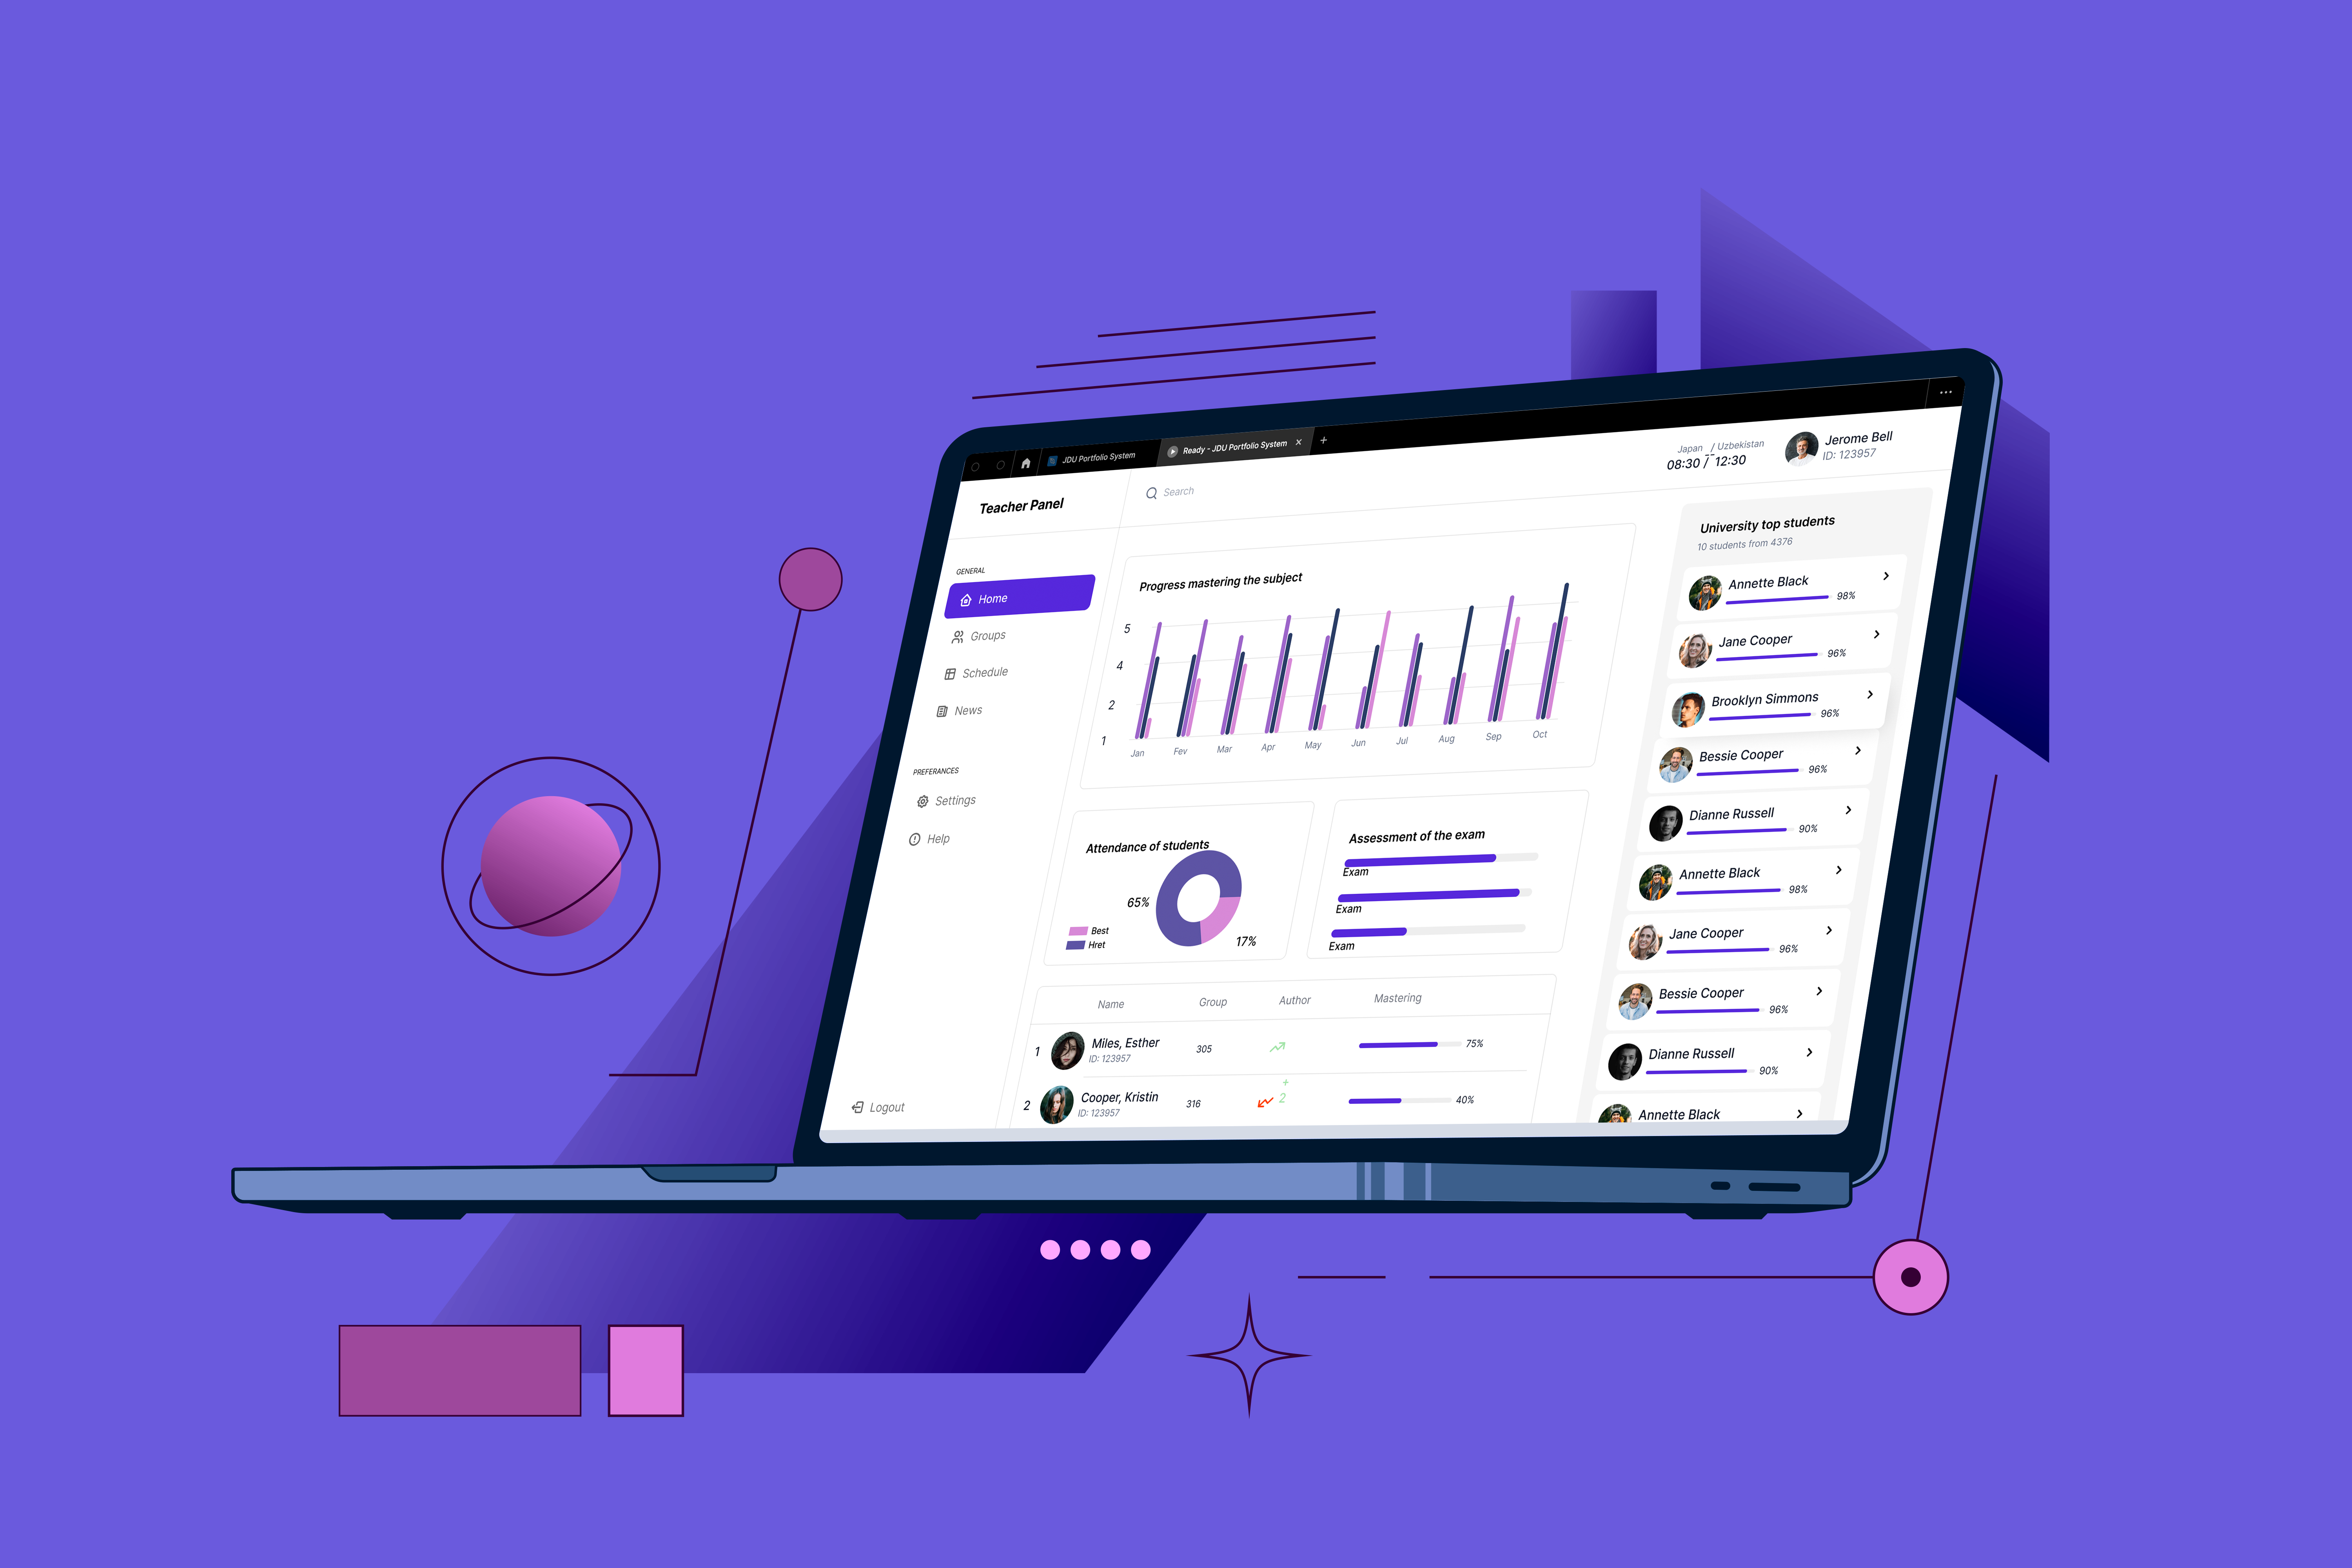 JDU Portfolio System
Ready - JDU Portfolio System
Teacher Panel
Search
Japan / Uzbekistan
08:30 / 12:30
Jerome Bell
ID: 123957
GENERAL
Home
Groups
Schedule
News
PREFERANCES
Settings
Help
Logout
Progress mastering the subject
5
4
2
1
Jan Fev Mar Apr May Jun Jul Aug Sep Oct
Attendance of students
65%
17%
Best
Hret
Assessment of the exam
Exam
Exam
Exam
Name Group Author Mastering
1 Miles, Esther 305 75%
ID: 123957
+
2 Cooper, Kristin 316 2 40%
ID: 123957
University top students
10 students from 4376
Annette Black
98%
Jane Cooper
96%
Brooklyn Simmons
96%
Bessie Cooper
96%
Dianne Russell
90%
Annette Black
98%
Jane Cooper
96%
Bessie Cooper
96%
Dianne Russell
90%
Annette Black